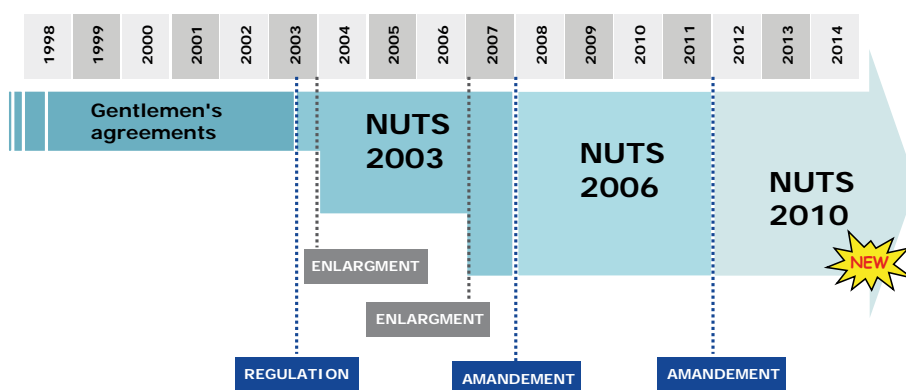 1998 1999 2000 2001 2002 2003 2004 2005 2006 2007 2008 2009 2010 2011 2012 2013 2014
Gentlemen's
agreements
NUTS
2003
NUTS
2006
NUTS
2010
NEW
ENLARGMENT
ENLARGMENT
REGULATION
AMANDEMENT
AMANDEMENT